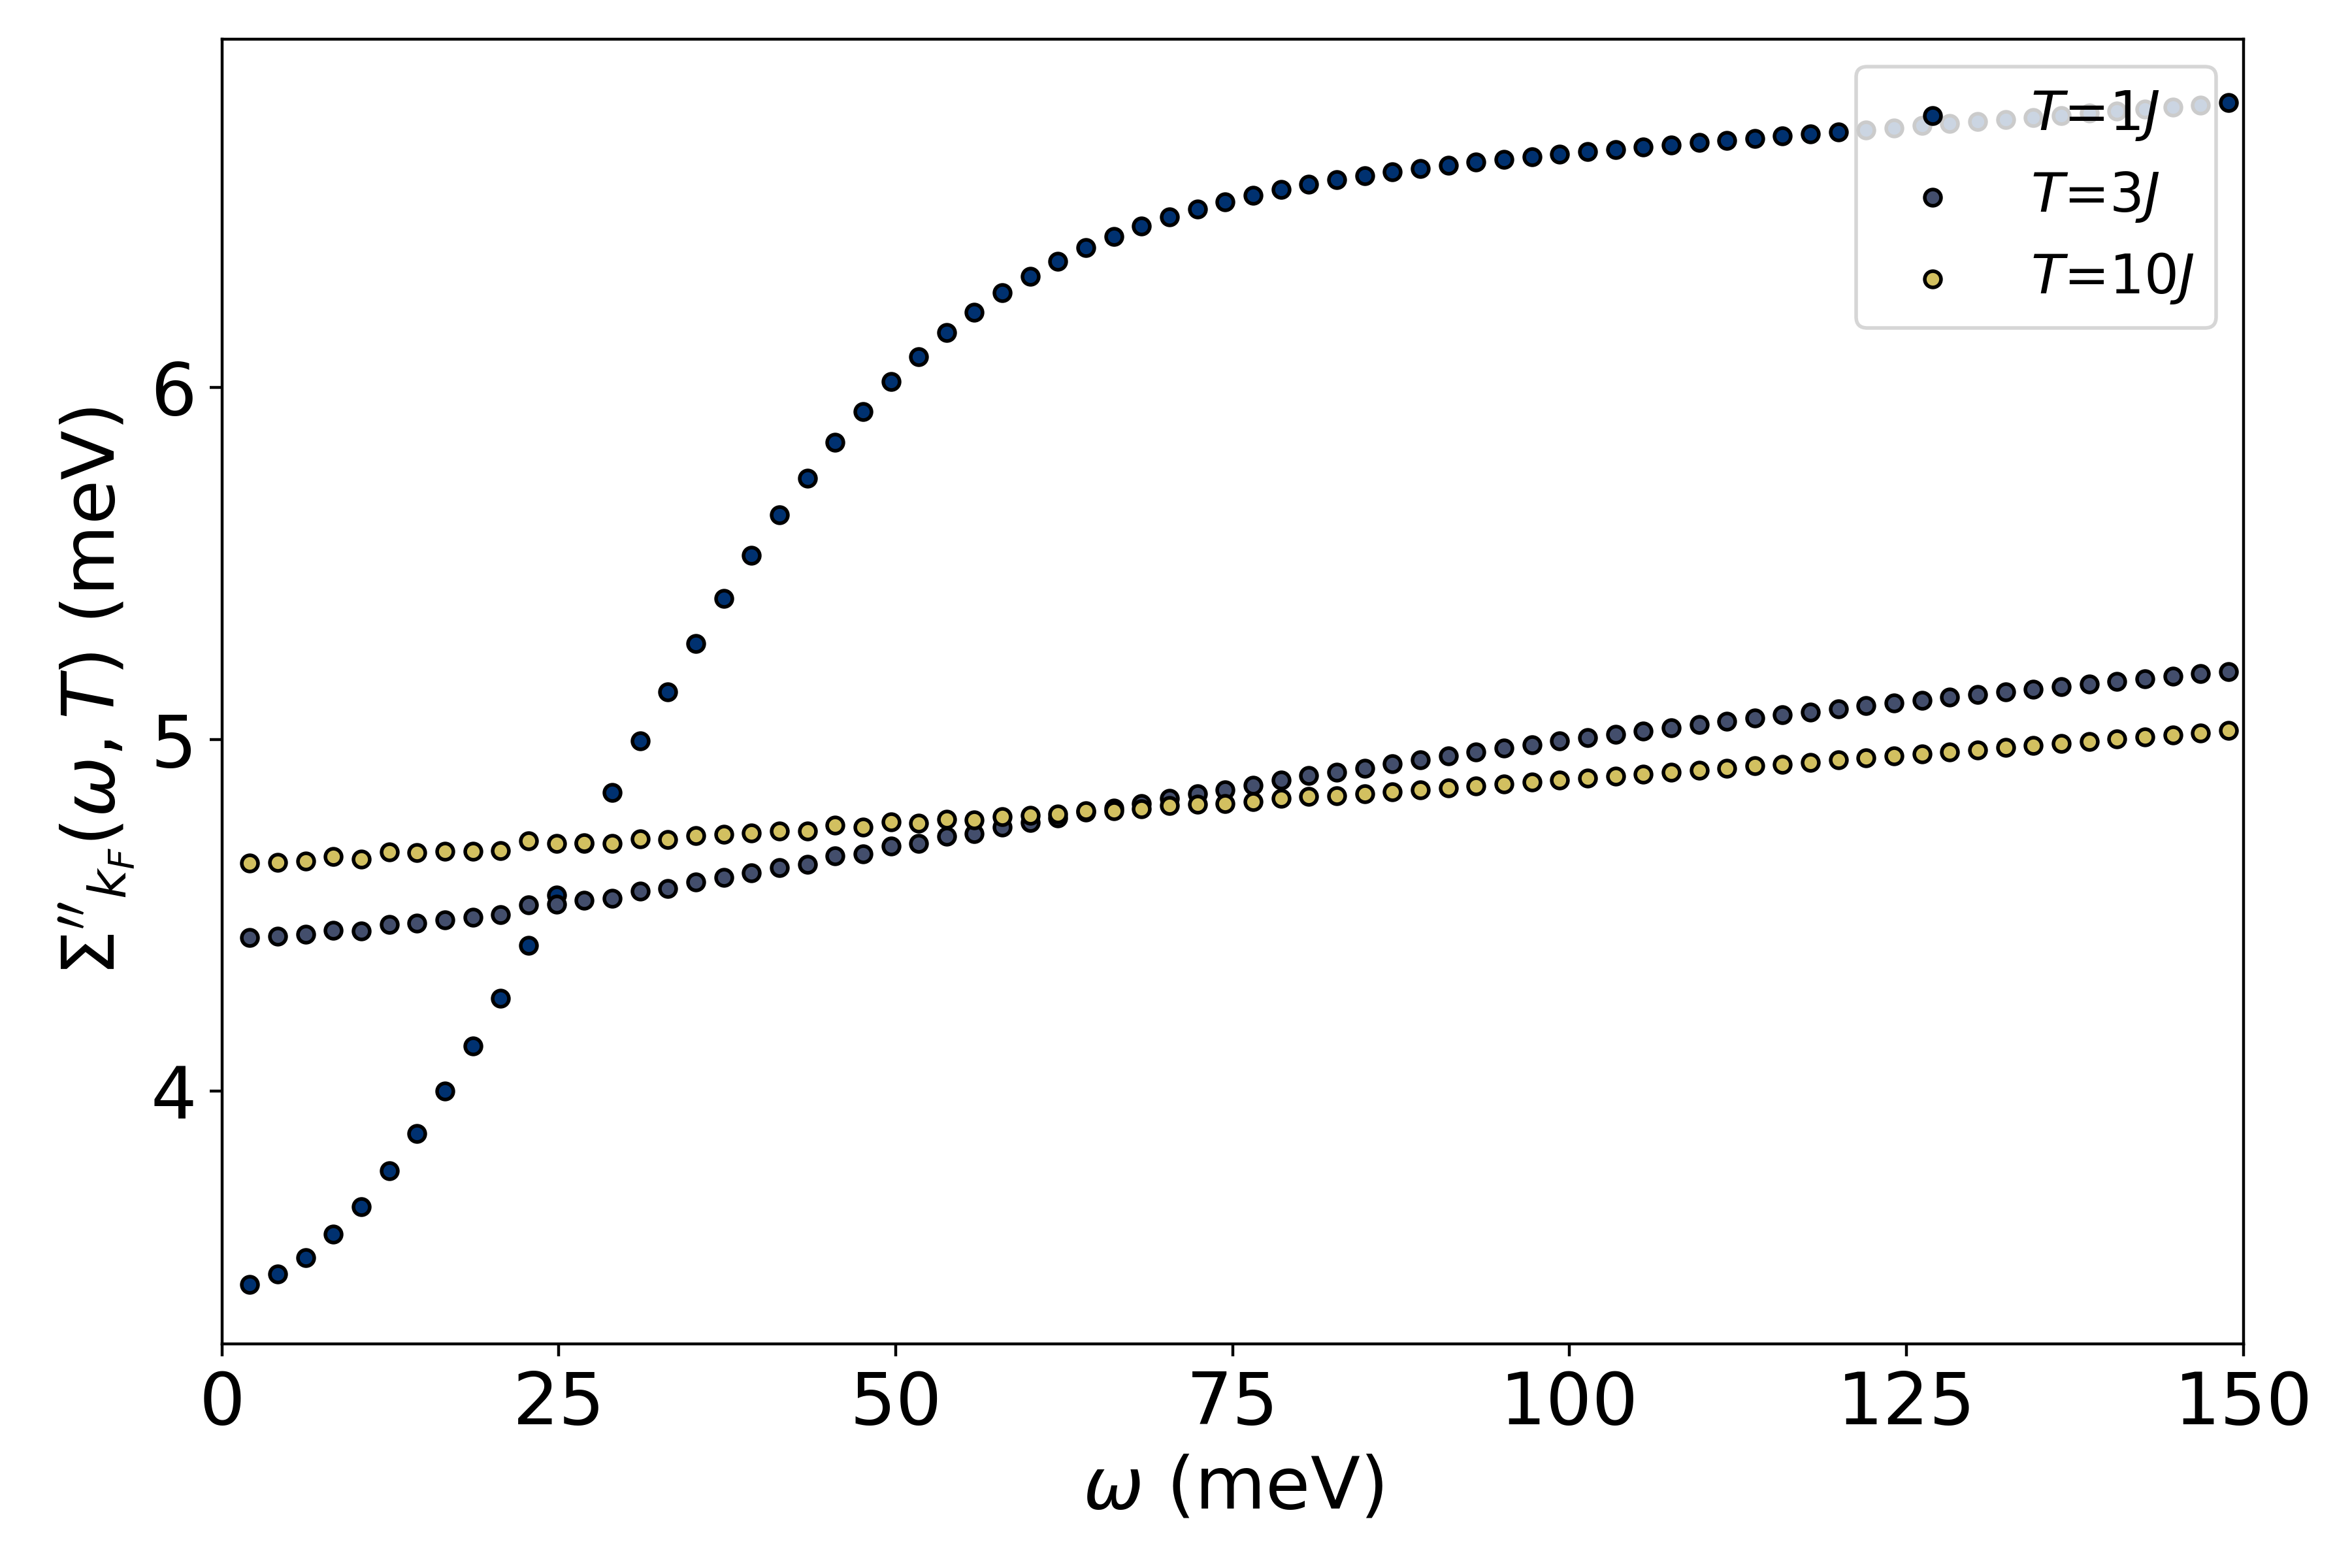 Σ″k_F(ω, T) (meV)
T=1J
T=3J
T=10J
6
5
4
0 25 50 75 100 125 150
ω (meV)